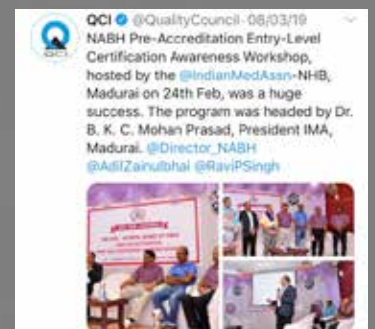 QCI @QualityCouncil·08/03/19
NABH Pre-Accreditation Entry-Level
Certification Awareness Workshop,
hosted by the @IndianMedAssn-NHB,
Madurai on 24th Feb, was a huge
success. The program was headed by Dr.
B. K. C. Mohan Prasad, President IMA,
Madurai. @Director_NABH
@AdilZainulbhai @RaviPSingh
QCI